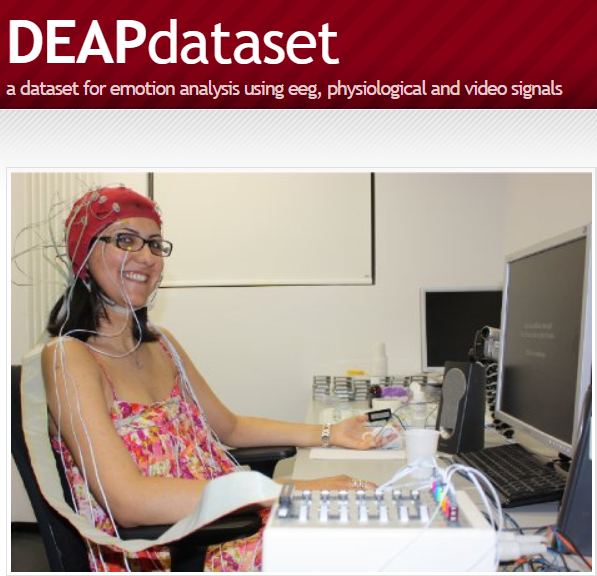 DEAPdataset
a dataset for emotion analysis using eeg, physiological and video signals